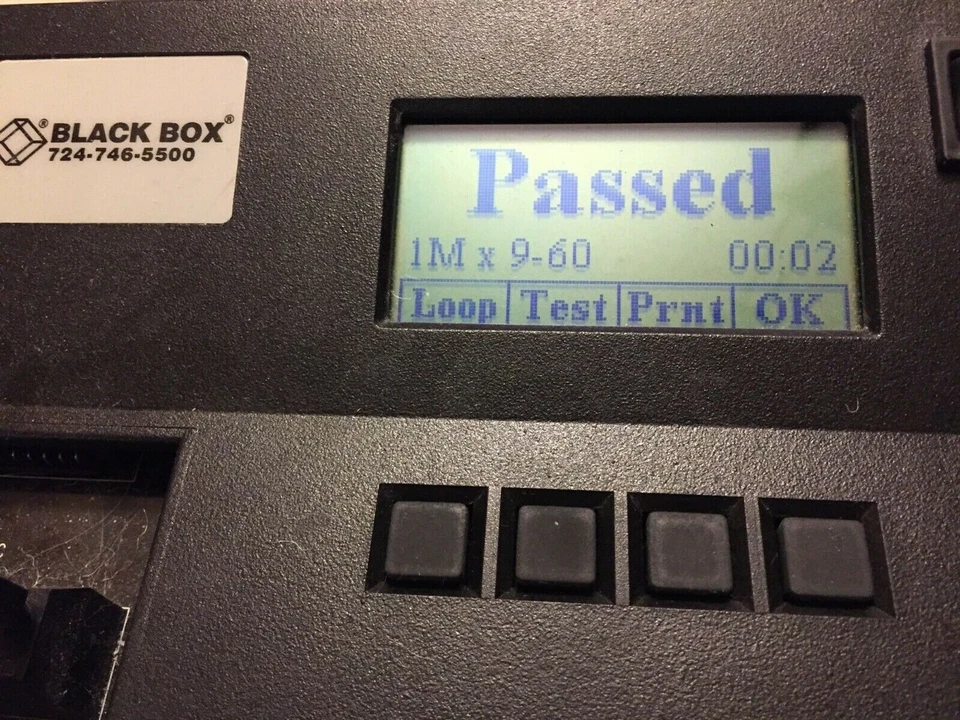 ® BLACK BOX®
724-746-5500
Passed
1M x 9-60 00:02
Loop Test Prnt OK